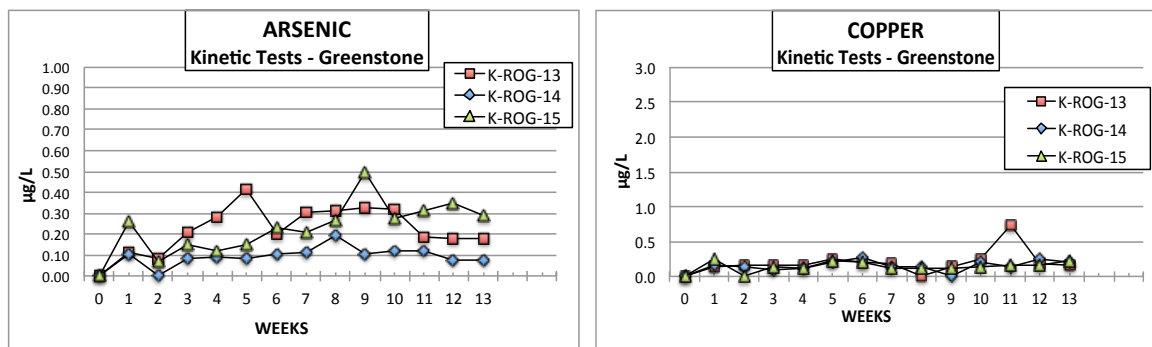 ARSENIC
Kinetic Tests - Greenstone
1.00
0.90
0.80
0.70
0.60
0.50
0.40
0.30
0.20
0.10
0.00
µg/L
K-ROG-13
K-ROG-14
K-ROG-15
0 1 2 3 4 5 6 7 8 9 10 11 12 13
WEEKS
COPPER
Kinetic Tests - Greenstone
3.0
2.5
2.0
1.5
1.0
0.5
0.0
µg/L
K-ROG-13
K-ROG-14
K-ROG-15
0 1 2 3 4 5 6 7 8 9 10 11 12 13
WEEKS